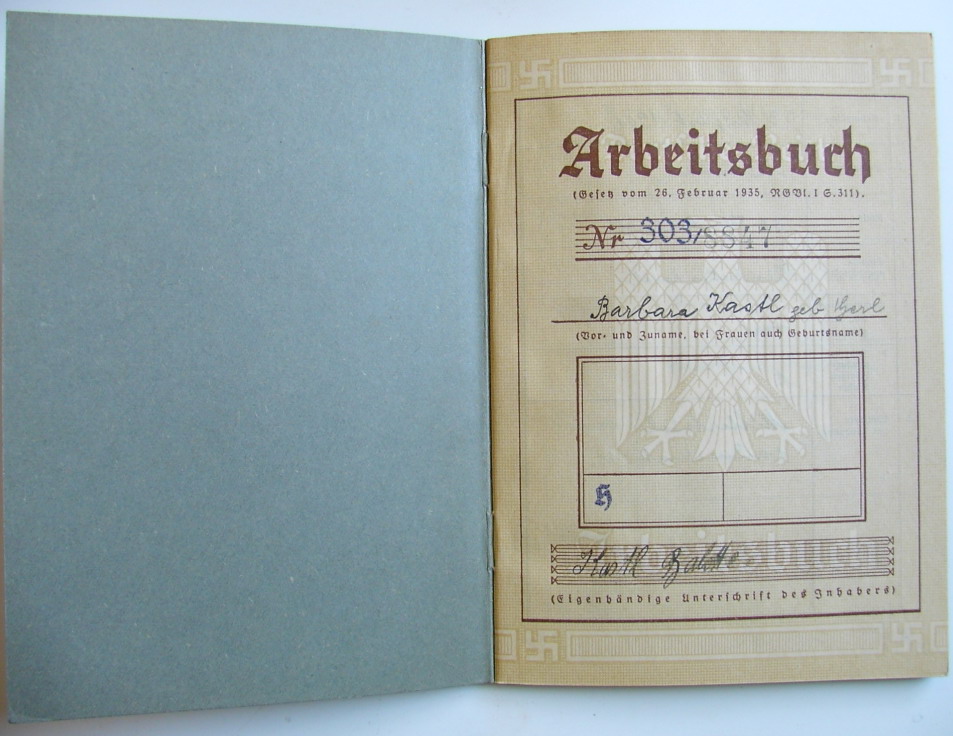 Arbeitsbuch
(Gesetz vom 26. Februar 1935, RGBl. I S.311).
Nr 303/8847
Barbara Kastl geb
(Vor- und Zuname, bei Frauen auch Geburtsname)
H
Kastl
(Eigenhändige Unterschrift des Inhabers)